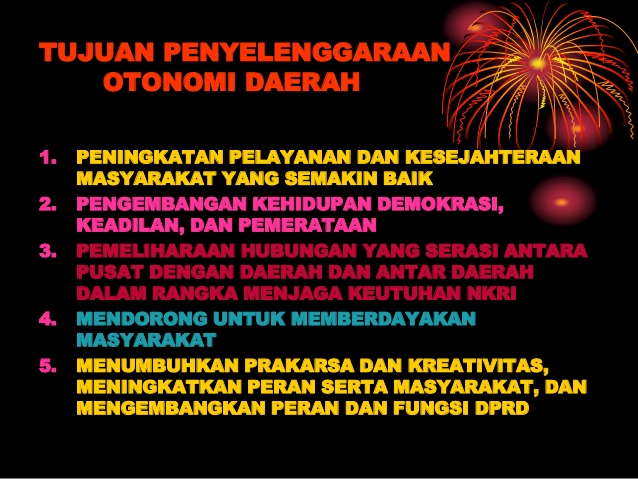 TUJUAN PENYELENGGARAAN
OTONOMI DAERAH
1. PENINGKATAN PELAYANAN DAN KESEJAHTERAAN
MASYARAKAT YANG SEMAKIN BAIK
2. PENGEMBANGAN KEHIDUPAN DEMOKRASI,
KEADILAN, DAN PEMERATAAN
3. PEMELIHARAAN HUBUNGAN YANG SERASI ANTARA
PUSAT DENGAN DAERAH DAN ANTAR DAERAH
DALAM RANGKA MENJAGA KEUTUHAN NKRI
4. MENDORONG UNTUK MEMBERDAYAKAN
MASYARAKAT
5. MENUMBUHKAN PRAKARSA DAN KREATIVITAS,
MENINGKATKAN PERAN SERTA MASYARAKAT, DAN
MENGEMBANGKAN PERAN DAN FUNGSI DPRD